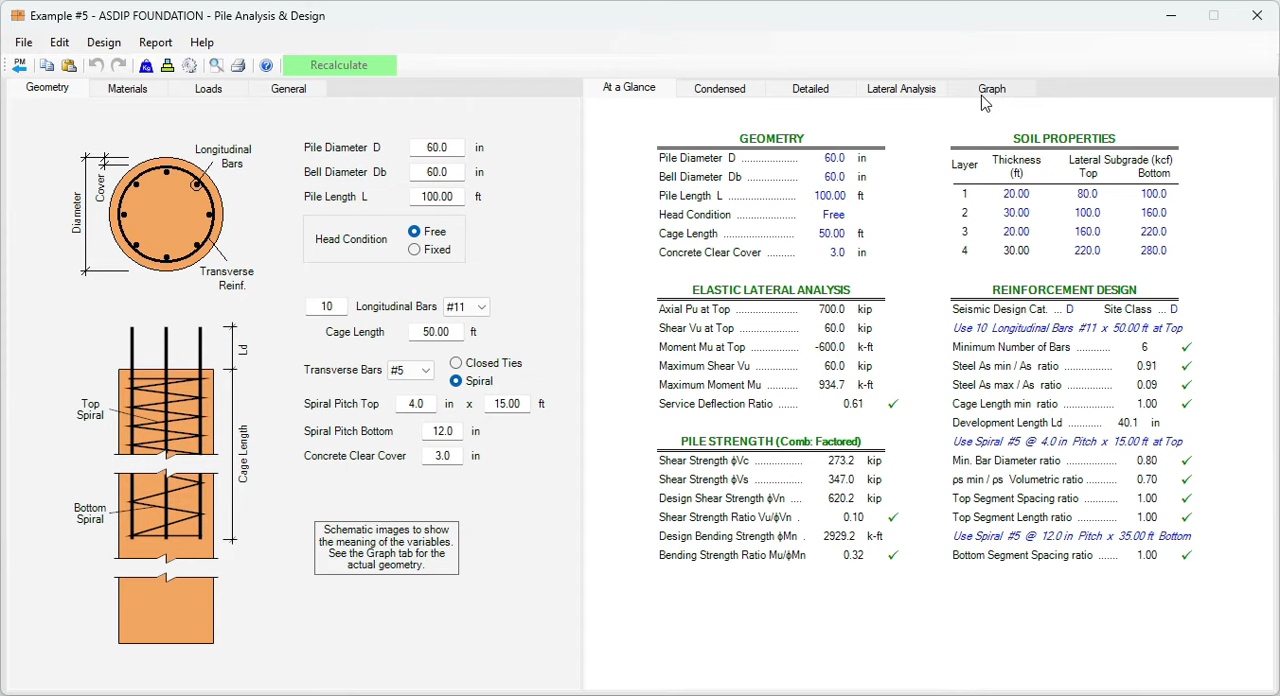 Example #5 - ASDIP FOUNDATION - Pile Analysis & Design
File Edit Design Report Help
PM Kg Recalculate
Geometry Materials Loads General
At a Glance Condensed Detailed Lateral Analysis Graph
Longitudinal Bars
Cover
Diameter
Transverse Reinf.
Ld
Top Spiral
Cage Length
Bottom Spiral
Pile Diameter D 60.0 in
Bell Diameter Db 60.0 in
Pile Length L 100.00 ft
Head Condition Free
Fixed
10 Longitudinal Bars #11
Cage Length 50.00 ft
Transverse Bars #5 Closed Ties
Spiral
Spiral Pitch Top 4.0 in x 15.00 ft
Spiral Pitch Bottom 12.0 in
Concrete Clear Cover 3.0 in
Schematic images to show
the meaning of the variables.
See the Graph tab for the
actual geometry.
GEOMETRY
Pile Diameter D .................. 60.0 in
Bell Diameter Db ................. 60.0 in
Pile Length L ...................... 100.00 ft
Head Condition .................. Free
Cage Length ...................... 50.00 ft
Concrete Clear Cover .......... 3.0 in
ELASTIC LATERAL ANALYSIS
Axial Pu at Top ................... 700.0 kip
Shear Vu at Top ................. 60.0 kip
Moment Mu at Top .............. -600.0 k-ft
Maximum Shear Vu ............. 60.0 kip
Maximum Moment Mu ......... 934.7 k-ft
Service Deflection Ratio ...... 0.61 ✓
PILE STRENGTH (Comb: Factored)
Shear Strength ϕVc ............ 273.2 kip
Shear Strength ϕVs ............ 347.0 kip
Design Shear Strength ϕVn .... 620.2 kip
Shear Strength Ratio Vu/ϕVn . 0.10 ✓
Design Bending Strength ϕMn . 2929.2 k-ft
Bending Strength Ratio Mu/ϕMn 0.32 ✓
SOIL PROPERTIES
Layer Thickness (ft) Lateral Subgrade (kcf) Top Bottom
1 20.00 80.0 100.0
2 30.00 100.0 160.0
3 20.00 160.0 220.0
4 30.00 220.0 280.0
REINFORCEMENT DESIGN
Seismic Design Cat. ... D Site Class ... D
Use 10 Longitudinal Bars #11 x 50.00 ft at Top
Minimum Number of Bars ........... 6 ✓
Steel As min / As ratio .............. 0.91 ✓
Steel As max / As ratio ............. 0.09 ✓
Cage Length min ratio ................ 1.00 ✓
Development Length Ld .......... 40.1 in
Use Spiral #5 @ 4.0 in Pitch x 15.00 ft at Top
Min. Bar Diameter ratio ............. 0.80 ✓
ρs min / ρs Volumetric ratio ....... 0.70 ✓
Top Segment Spacing ratio ........ 1.00 ✓
Top Segment Length ratio .......... 1.00 ✓
Use Spiral #5 @ 12.0 in Pitch x 35.00 ft Bottom
Bottom Segment Spacing ratio ...... 1.00 ✓